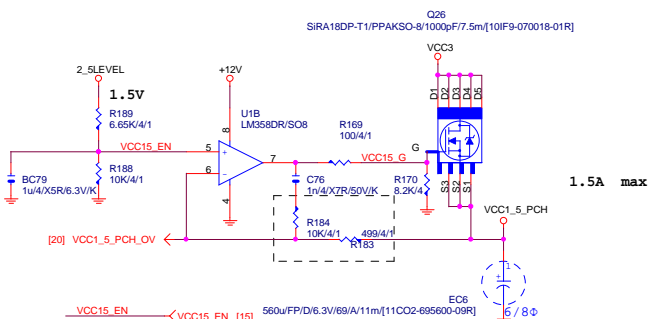 Q26
SiRA18DP-T1/PPAKSO-8/1000pF/7.5m/[10IF9-070018-01R]
VCC3
2_5LEVEL
+12V
1.5V
D1
D2
D3
D4
D5
R189
6.65K/4/1
U1B
LM358DR/SO8
R169
100/4/1
8
VCC15_EN
5
+
7
VCC15_G
G
6
-
BC79
1u/4/X5R/6.3V/K
R188
10K/4/1
4
C76
1n/4/X7R/50V/K
R170
8.2K/4
S3
S2
S1
1.5A max
VCC1_5_PCH
R184
10K/4/1
499/4/1
R183
[20] VCC1_5_PCH_OV
1
+
EC6
560u/FP/D/6.3V/69/A/11m/[11CO2-695600-09R]
6/8Φ
VCC15_EN
VCC15_EN [15]